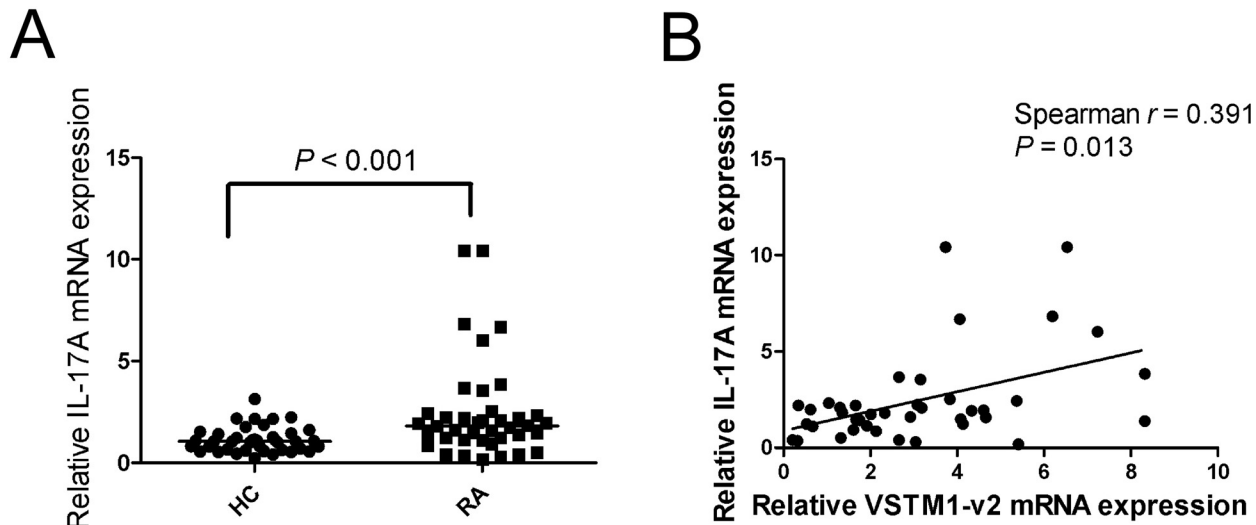 A
Relative IL-17A mRNA expression
15
10
5
0
P < 0.001
HC
RA
B
Relative IL-17A mRNA expression
15
10
5
0
Spearman r = 0.391
P = 0.013
0
2
4
6
8
10
Relative VSTM1-v2 mRNA expression